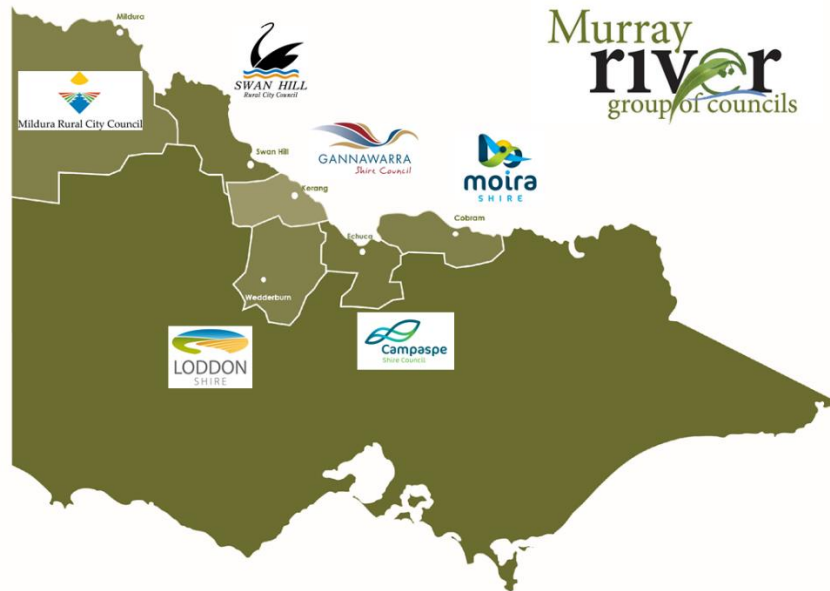 Murray
river
group of councils
Mildura
Mildura Rural City Council
SWAN HILL
Rural City Council
GANNAWARRA
Shire Council
moira
SHIRE
Swan Hill
Kerang
Cobram
Echuca
Wedderburn
LODDON
SHIRE
Campaspe
Shire Council